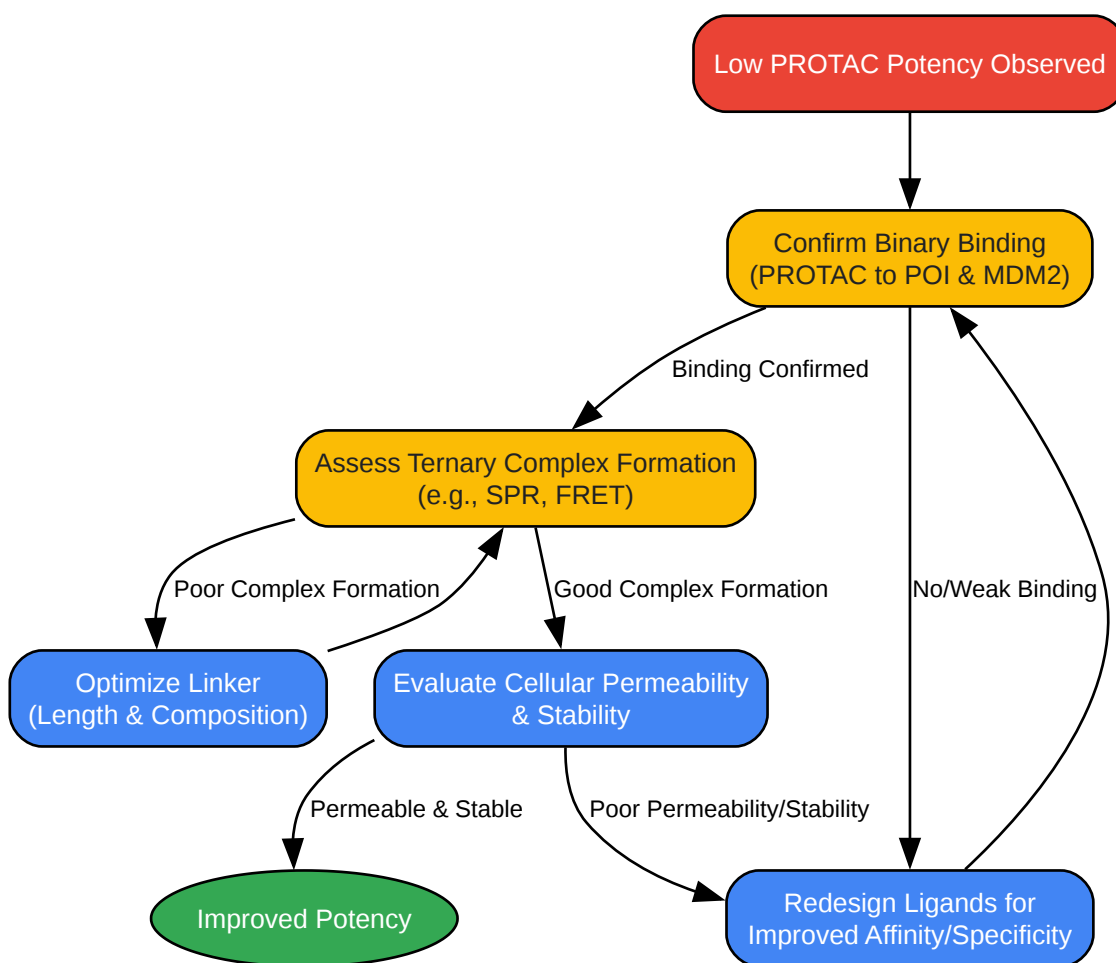 Low PROTAC Potency Observed
Confirm Binary Binding
(PROTAC to POI & MDM2)
Binding Confirmed
Assess Ternary Complex Formation
(e.g., SPR, FRET)
Poor Complex Formation
Good Complex Formation
No/Weak Binding
Optimize Linker
(Length & Composition)
Evaluate Cellular Permeability
& Stability
Permeable & Stable
Poor Permeability/Stability
Improved Potency
Redesign Ligands for
Improved Affinity/Specificity